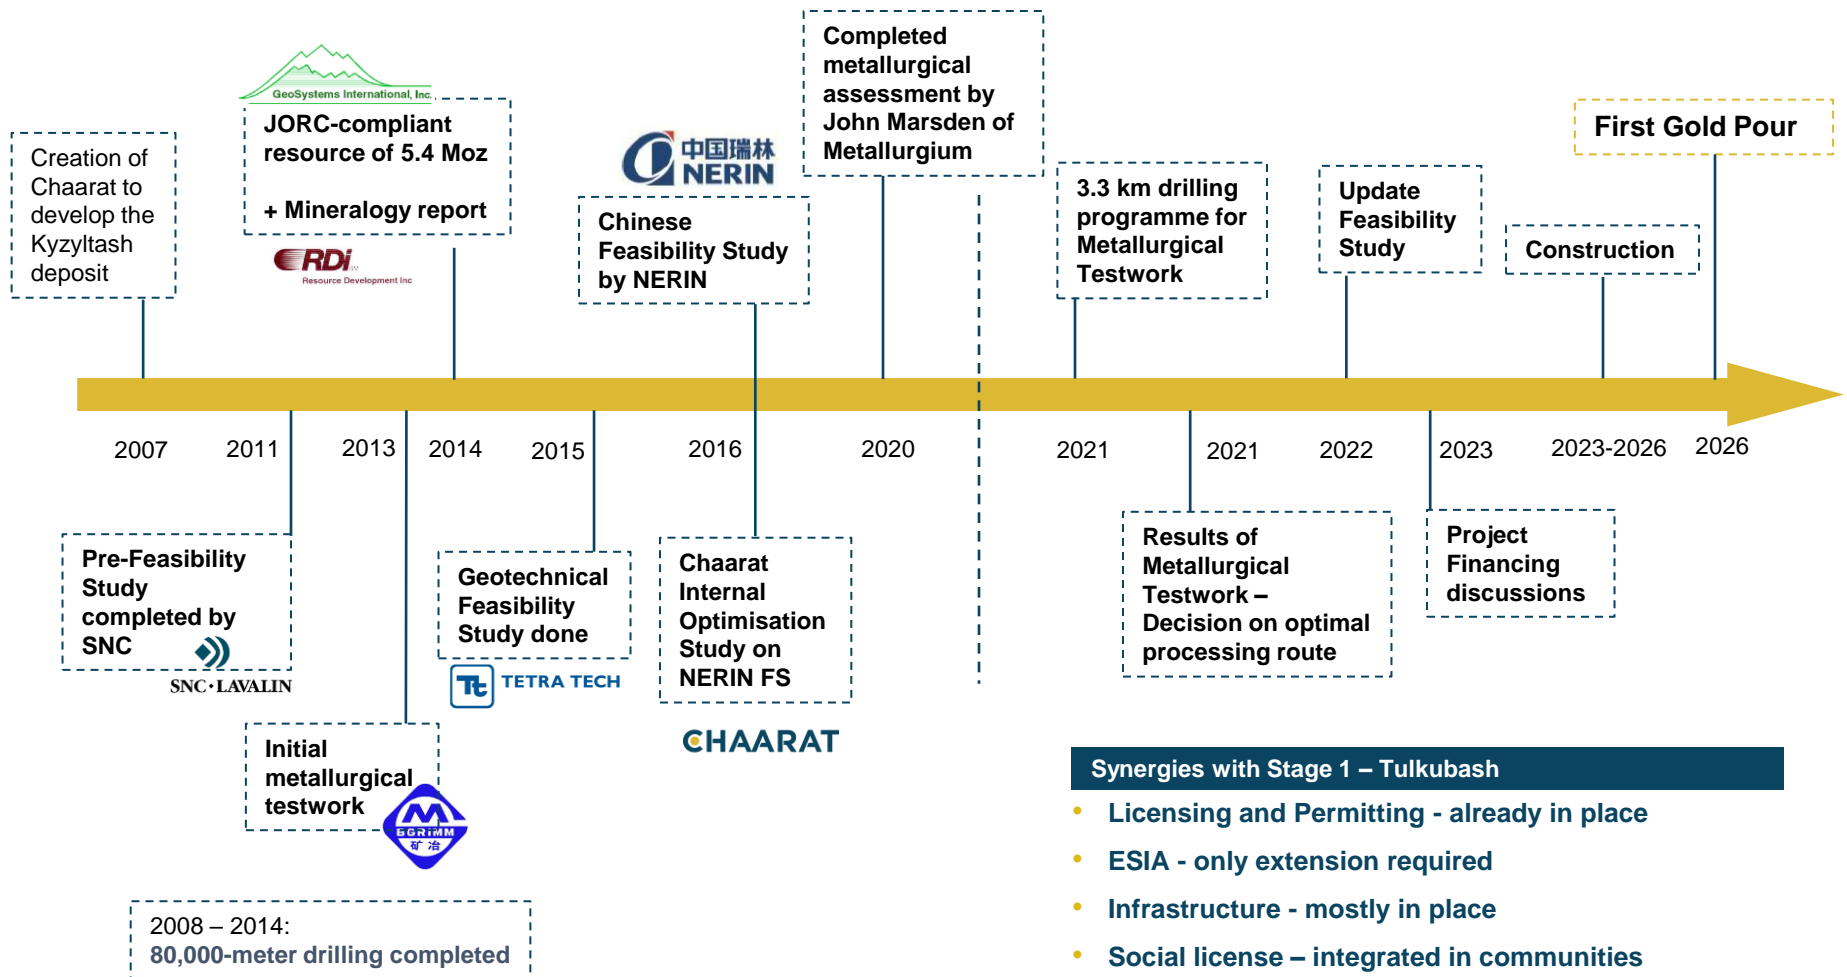 Creation of
Chaarat to
develop the
Kyzyltash
deposit
GeoSystems International, Inc.
JORC-compliant
resource of 5.4 Moz
+ Mineralogy report
RDi
Resource Development Inc
中国瑞林
NERIN
Chinese
Feasibility Study
by NERIN
Completed
metallurgical
assessment by
John Marsden of
Metallurgium
3.3 km drilling
programme for
Metallurgical
Testwork
Update
Feasibility
Study
Construction
First Gold Pour
2007
2011
2013
2014
2015
2016
2020
2021
2021
2022
2023
2023-2026
2026
Pre-Feasibility
Study
completed by
SNC
SNC·LAVALIN
Initial
metallurgical
testwork
BGRIMM
矿冶
Geotechnical
Feasibility
Study done
Tt TETRA TECH
Chaarat
Internal
Optimisation
Study on
NERIN FS
CHAARAT
Results of
Metallurgical
Testwork –
Decision on optimal
processing route
Project
Financing
discussions
2008 – 2014:
80,000-meter drilling completed
Synergies with Stage 1 – Tulkubash
• Licensing and Permitting - already in place
• ESIA - only extension required
• Infrastructure - mostly in place
• Social license – integrated in communities